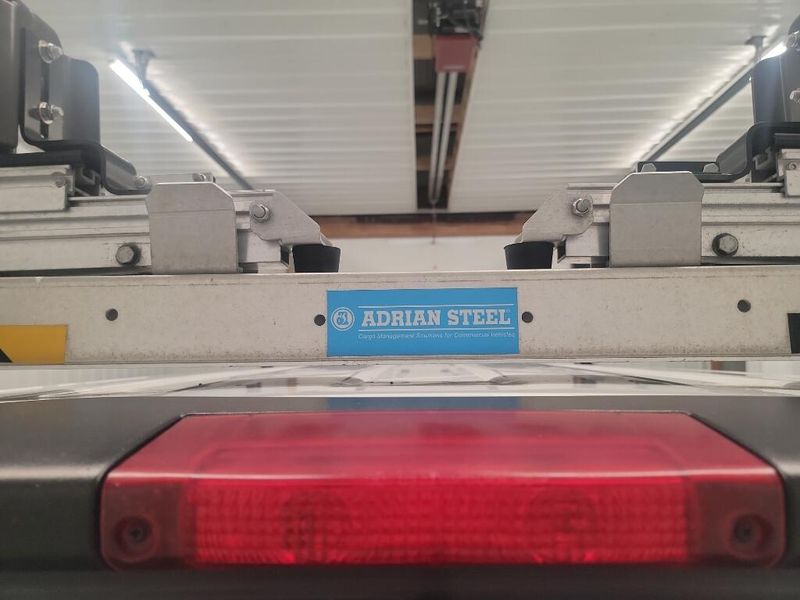 ADRIAN STEEL
Cargo Management Solutions for Commercial Vehicles